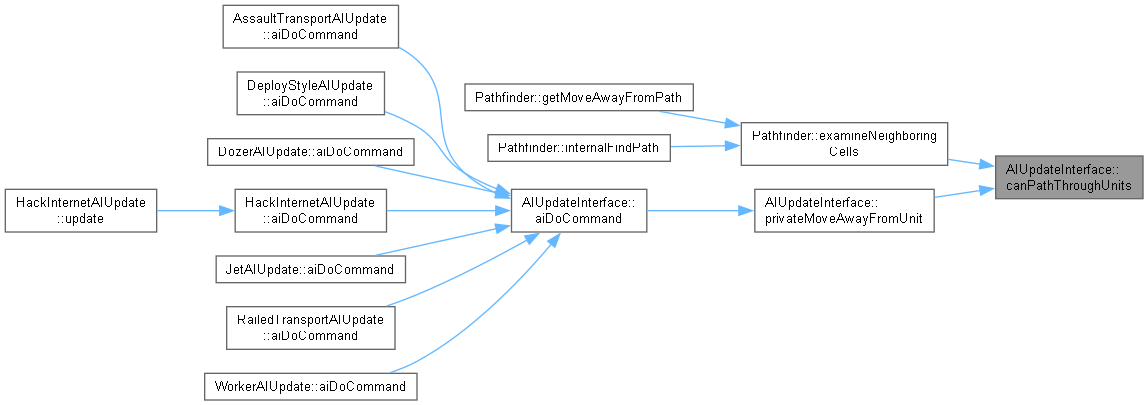 AssaultTransportAIUpdate
::aiDoCommand
DeployStyleAIUpdate
::aiDoCommand
DozerAIUpdate::aiDoCommand
HackInternetAIUpdate
::update
HackInternetAIUpdate
::aiDoCommand
JetAIUpdate::aiDoCommand
RailedTransportAIUpdate
::aiDoCommand
WorkerAIUpdate::aiDoCommand
Pathfinder::getMoveAwayFromPath
Pathfinder::internalFindPath
AIUpdateInterface::
aiDoCommand
Pathfinder::examineNeighboring
Cells
AIUpdateInterface::
privateMoveAwayFromUnit
AIUpdateInterface::
canPathThroughUnits